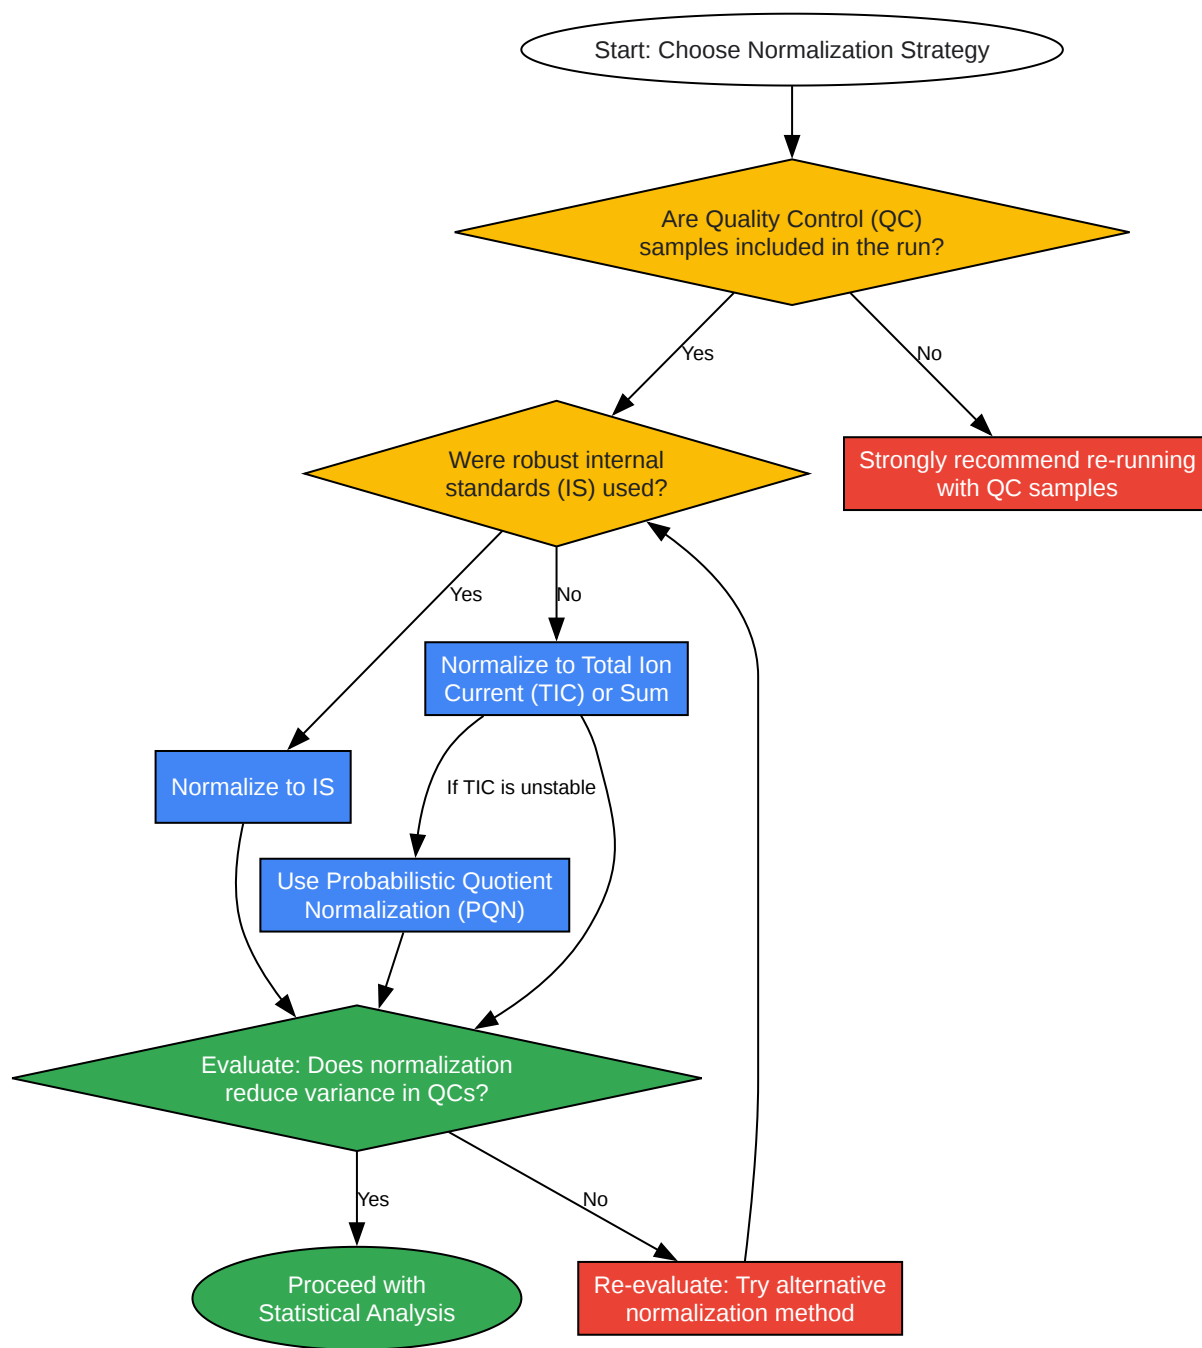 Start: Choose Normalization Strategy
Are Quality Control (QC)
samples included in the run?
Yes
No
Were robust internal
standards (IS) used?
Strongly recommend re-running
with QC samples
Yes
No
Normalize to Total Ion
Current (TIC) or Sum
Normalize to IS
If TIC is unstable
Use Probabilistic Quotient
Normalization (PQN)
Evaluate: Does normalization
reduce variance in QCs?
Yes
No
Proceed with
Statistical Analysis
Re-evaluate: Try alternative
normalization method